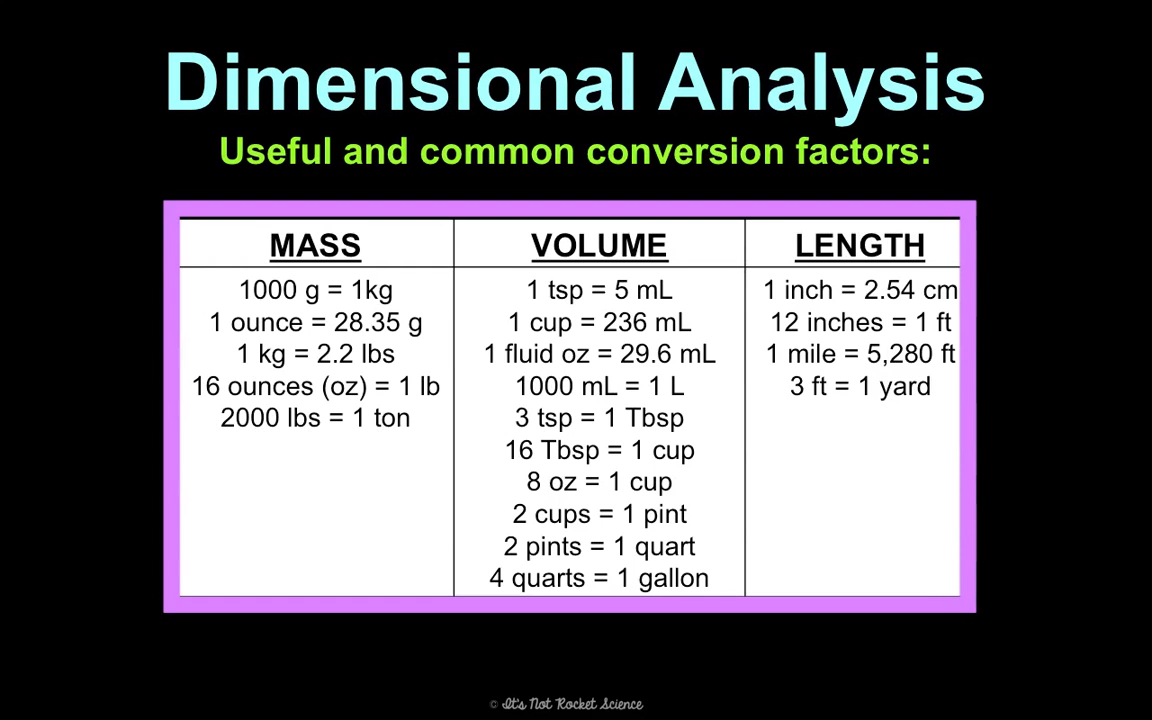 Dimensional Analysis
Useful and common conversion factors:
MASS
1000 g = 1kg
1 ounce = 28.35 g
1 kg = 2.2 lbs
16 ounces (oz) = 1 lb
2000 lbs = 1 ton
VOLUME
1 tsp = 5 mL
1 cup = 236 mL
1 fluid oz = 29.6 mL
1000 mL = 1 L
3 tsp = 1 Tbsp
16 Tbsp = 1 cup
8 oz = 1 cup
2 cups = 1 pint
2 pints = 1 quart
4 quarts = 1 gallon
LENGTH
1 inch = 2.54 cm
12 inches = 1 ft
1 mile = 5,280 ft
3 ft = 1 yard
© It's Not Rocket Science